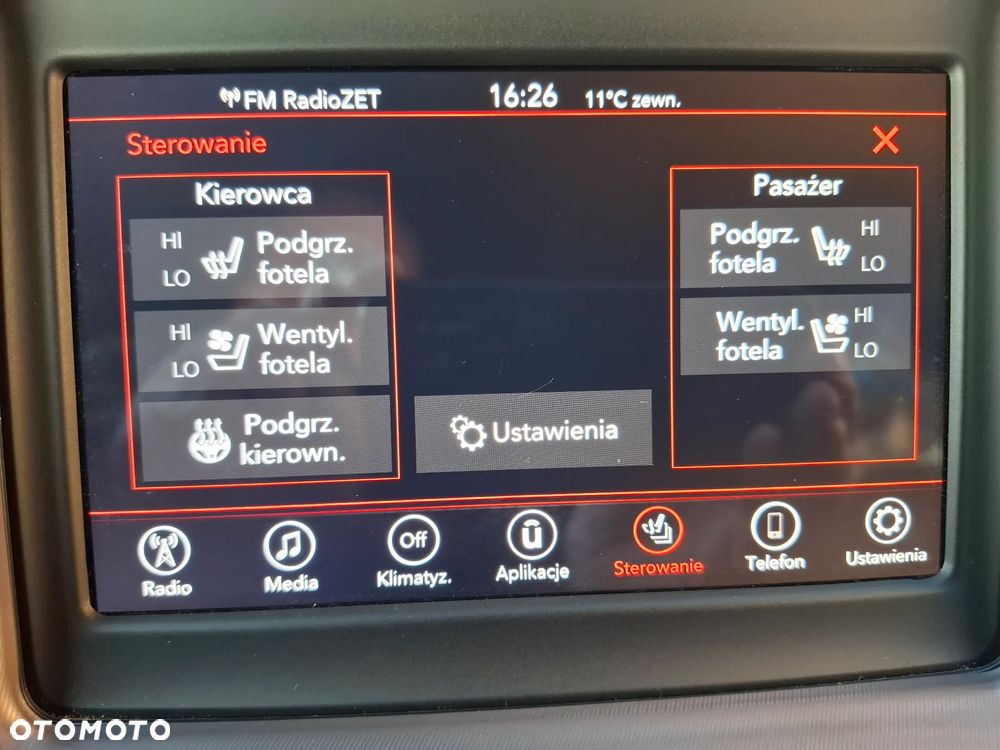 FM RadioZET 16:26 11°C zewn.
Sterowanie
Kierowca
HI
LO
Podgrz.
fotela
HI
LO
Wentyl.
fotela
Podgrz.
kierown.
Ustawienia
Pasażer
Podgrz.
fotela
HI
LO
Wentyl.
fotela
HI
LO
Radio
Media
Off
Klimatyz.
Aplikacje
Sterowanie
Telefon
Ustawienia
OTOMOTO